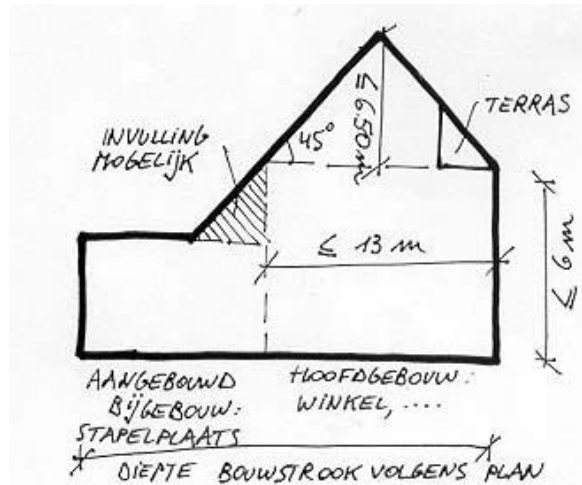 TERRAS
≤ 6.50 m
INVULLING
MOGELIJK
45°
≤ 13 m
≤ 6 m
AANGEBOUWD
BIJGEBOUW:
STAPELPLAATS
HOOFDGEBOUW:
WINKEL, ....
DIEPTE BOUWSTROOK VOLGENS PLAN